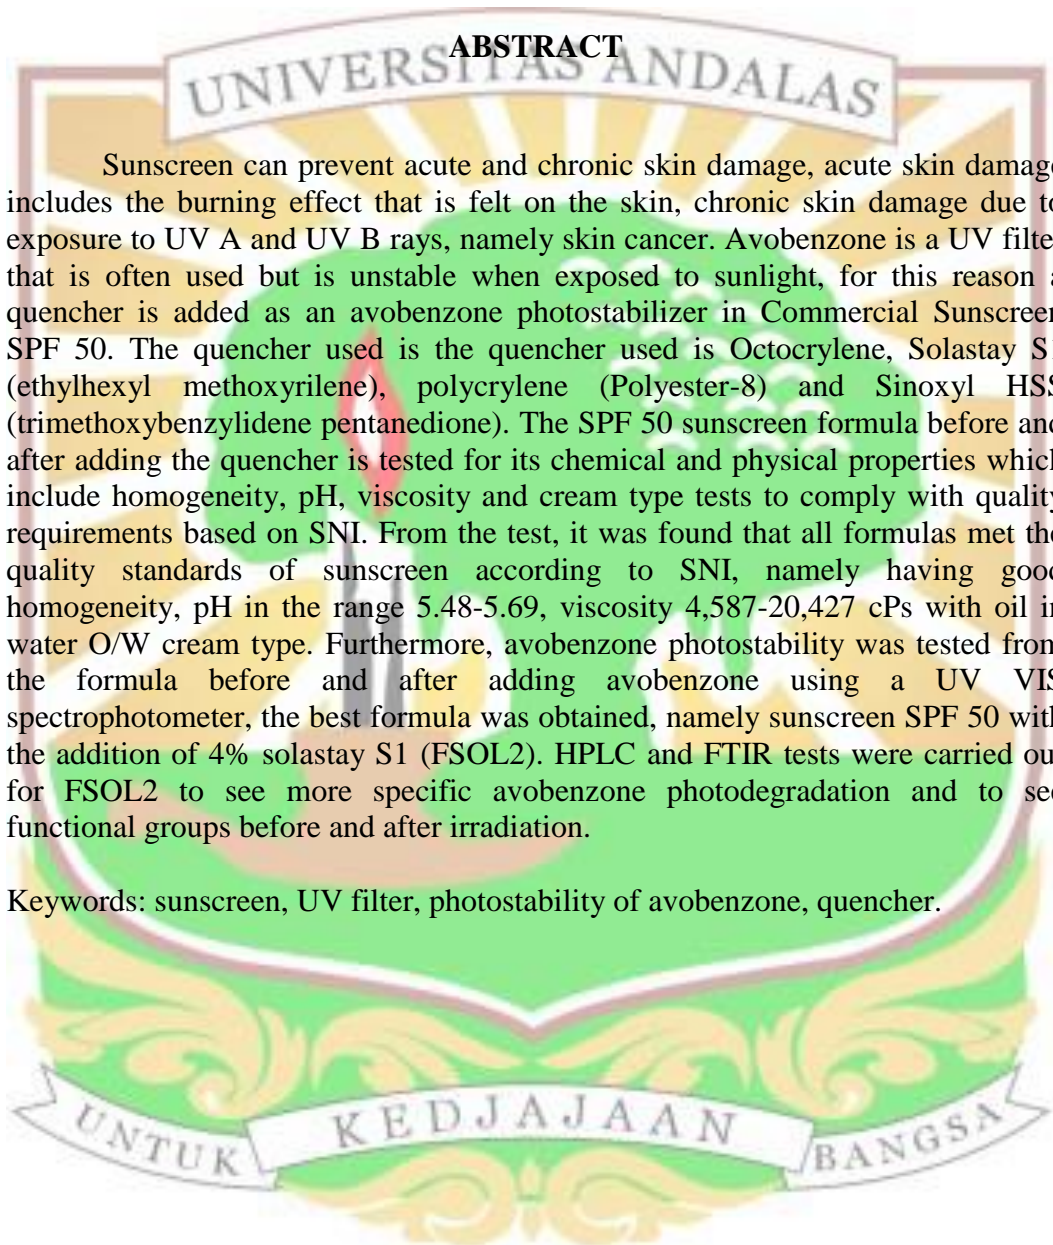 ABSTRACT
UNIVERSITAS ANDALAS
Sunscreen can prevent acute and chronic skin damage, acute skin damage
includes the burning effect that is felt on the skin, chronic skin damage due to
exposure to UV A and UV B rays, namely skin cancer. Avobenzone is a UV filte
that is often used but is unstable when exposed to sunlight, for this reason a
quencher is added as an avobenzone photostabilizer in Commercial Sunscreen
SPF 50. The quencher used is the quencher used is Octocrylene, Solastay S1
(ethylhexyl methoxyrilene), polycrylene (Polyester-8) and Sinoxyl HSS
(trimethoxybenzylidene pentanedione). The SPF 50 sunscreen formula before and
after adding the quencher is tested for its chemical and physical properties which
include homogeneity, pH, viscosity and cream type tests to comply with quality
requirements based on SNI. From the test, it was found that all formulas met the
quality standards of sunscreen according to SNI, namely having good
homogeneity, pH in the range 5.48-5.69, viscosity 4,587-20,427 cPs with oil in
water O/W cream type. Furthermore, avobenzone photostability was tested from
the formula before and after adding avobenzone using a UV VIS
spectrophotometer, the best formula was obtained, namely sunscreen SPF 50 with
the addition of 4% solastay S1 (FSOL2). HPLC and FTIR tests were carried out
for FSOL2 to see more specific avobenzone photodegradation and to see
functional groups before and after irradiation.
Keywords: sunscreen, UV filter, photostability of avobenzone, quencher.
UNTUK KEDJAJAAN BANGSA